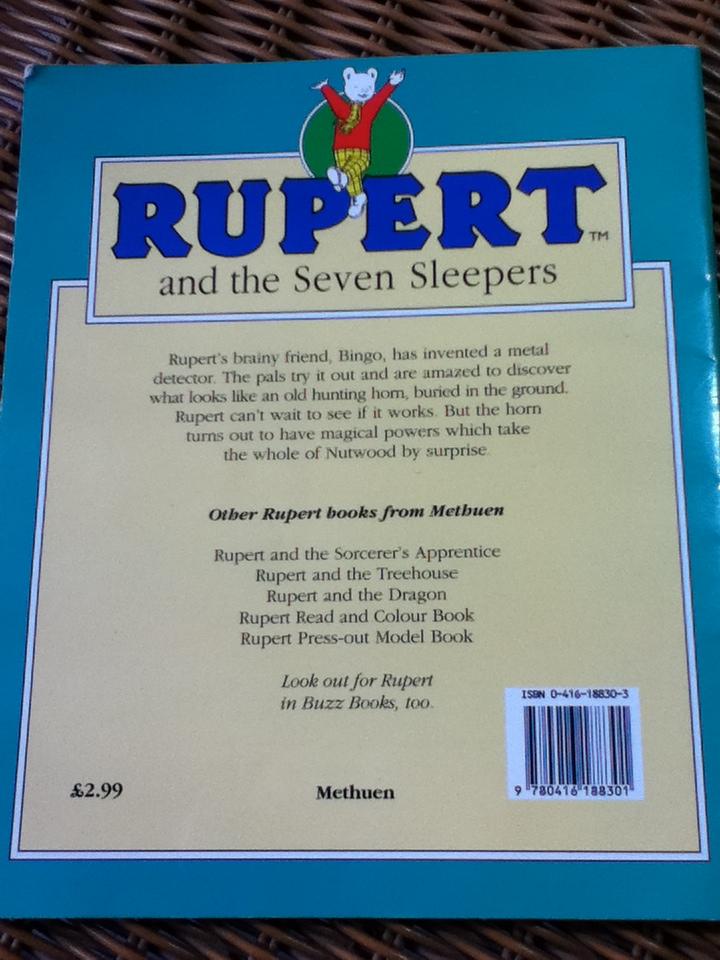 RUPERT™
and the Seven Sleepers
Rupert's brainy friend, Bingo, has invented a metal
detector. The pals try it out and are amazed to discover
what looks like an old hunting horn, buried in the ground.
Rupert can't wait to see if it works. But the horn
turns out to have magical powers which take
the whole of Nutwood by surprise.
Other Rupert books from Methuen
Rupert and the Sorcerer's Apprentice
Rupert and the Treehouse
Rupert and the Dragon
Rupert Read and Colour Book
Rupert Press-out Model Book
Look out for Rupert
in Buzz Books, too.
ISBN 0-416-18830-3
9 780416 188301
£2.99
Methuen